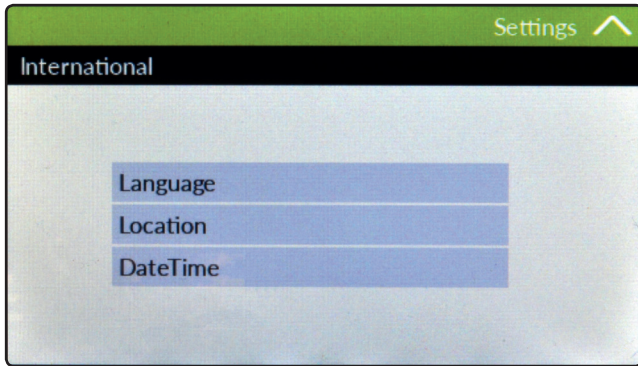 Settings
International
Language
Location
DateTime